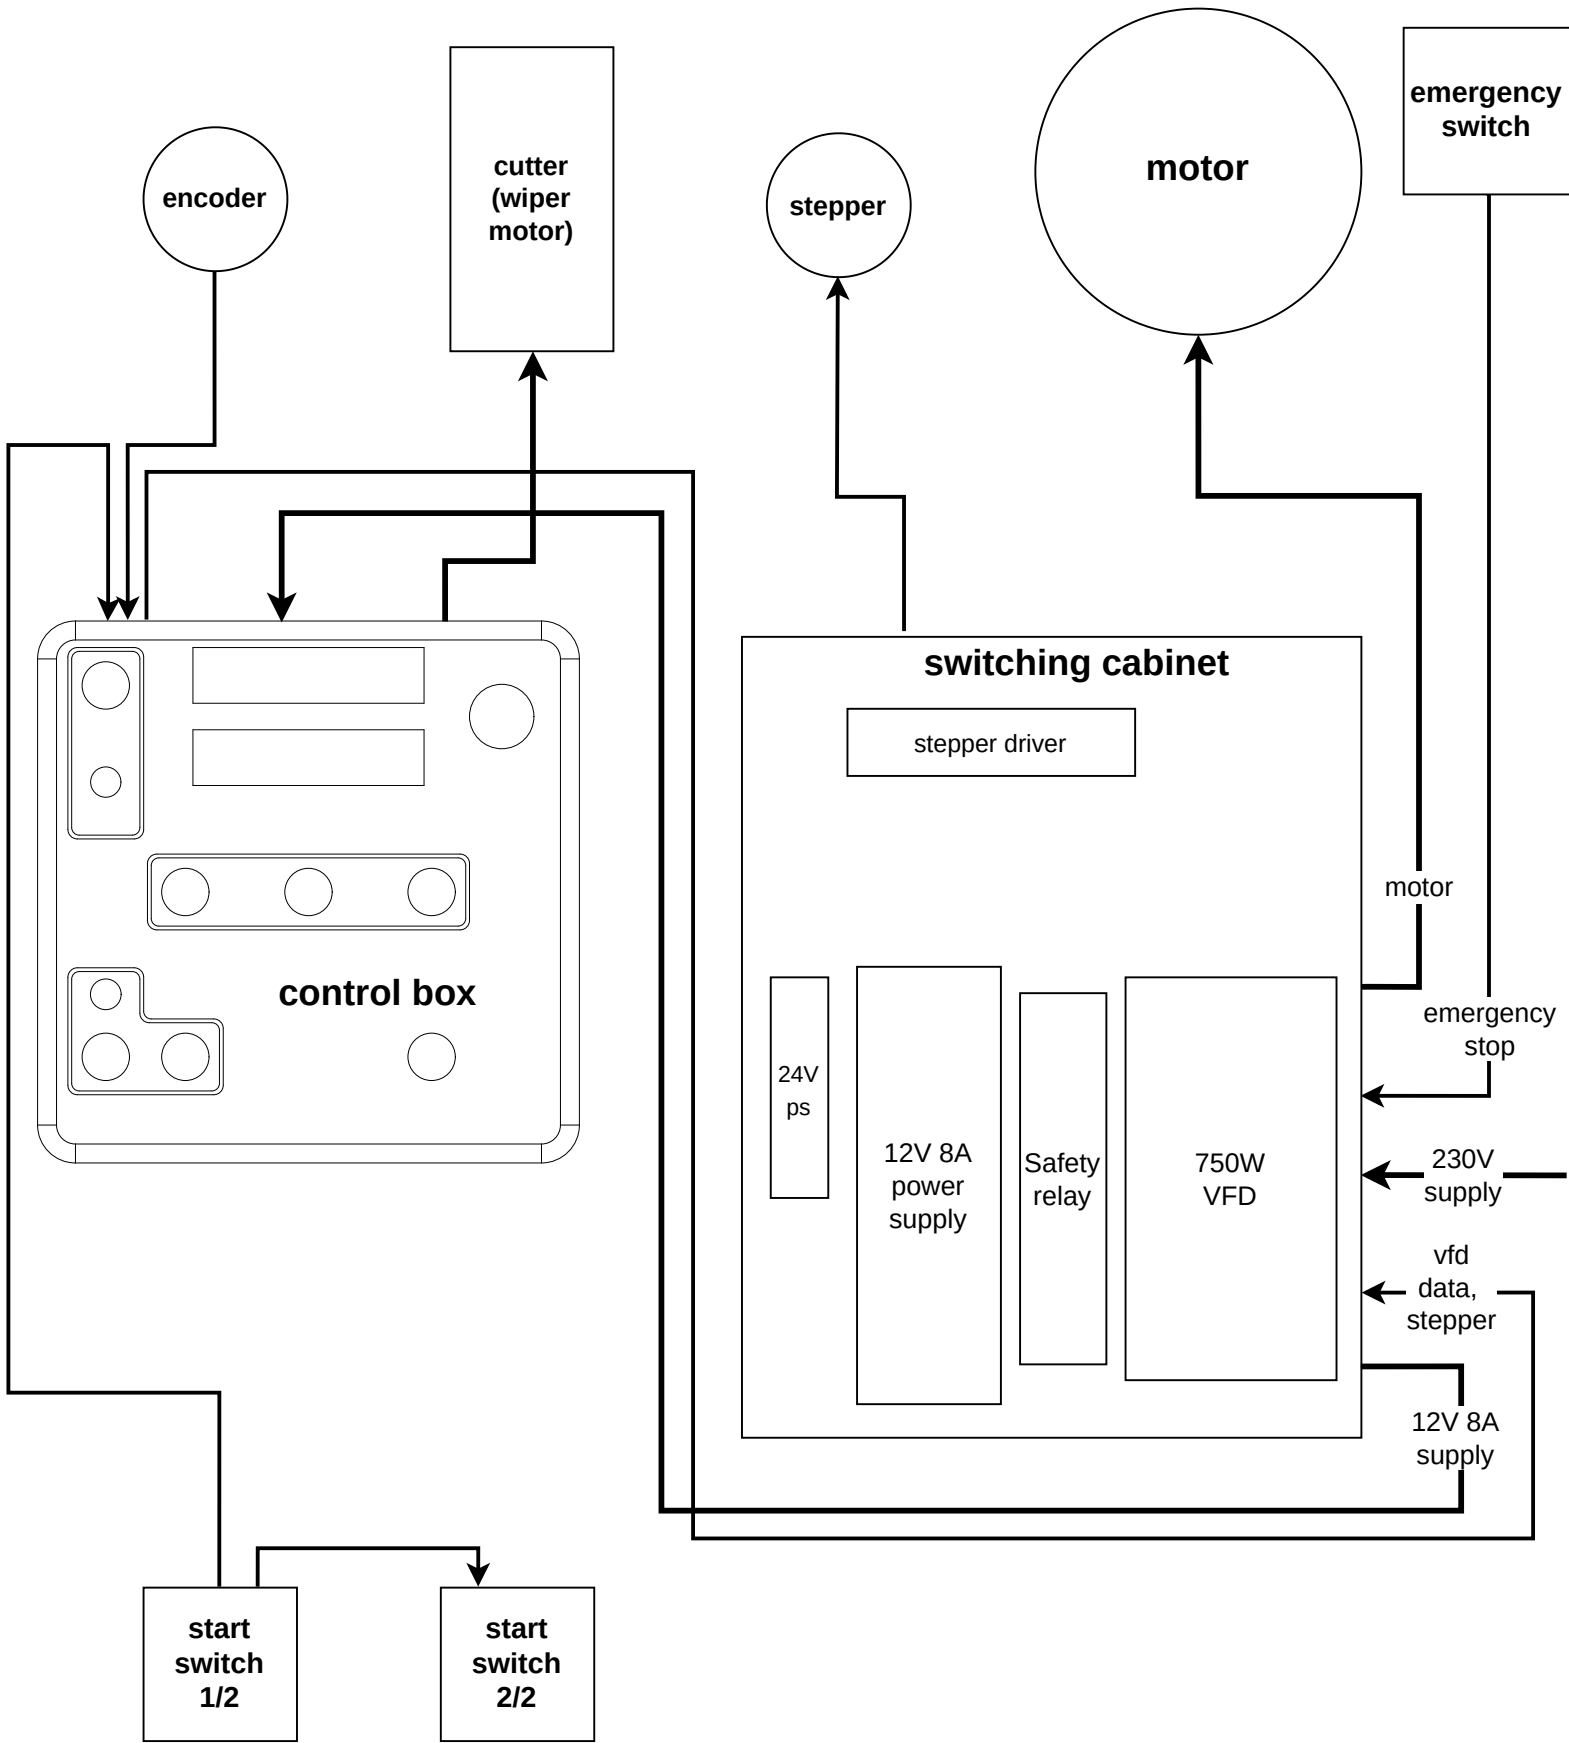 emergency
switch
motor
cutter
(wiper
motor)
encoder
stepper
switching cabinet
stepper driver
motor
control box
emergency
stop
24V
ps
12V 8A
power
supply
Safety
relay
750W
VFD
230V
supply
vfd
data,
stepper
12V 8A
supply
start
switch
1/2
start
switch
2/2